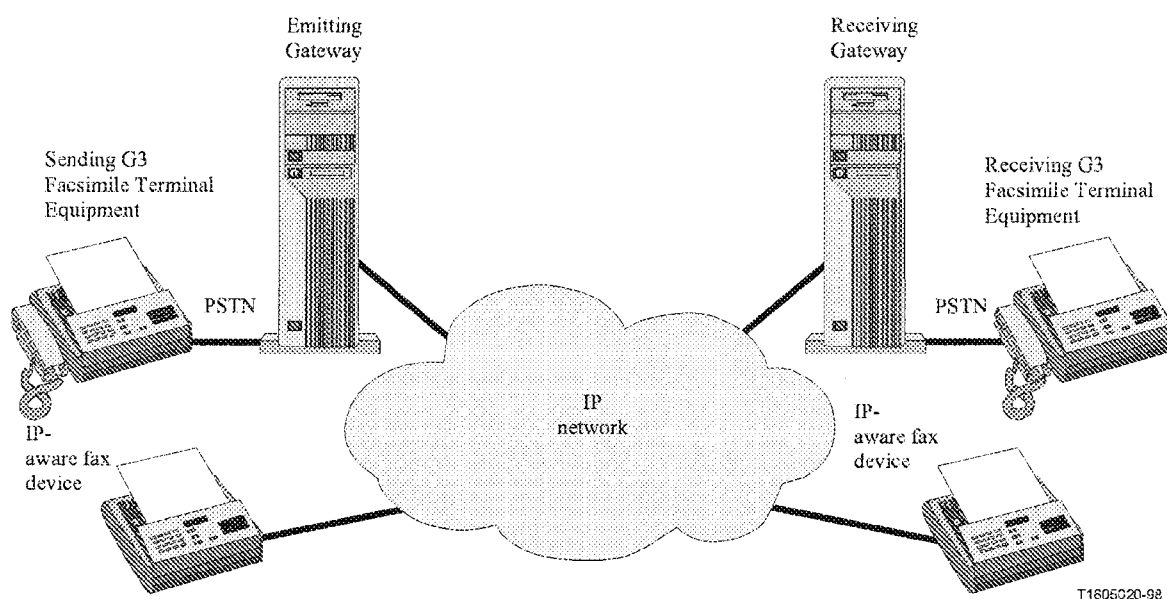 Emitting
Gateway
Receiving
Gateway
Sending G3
Facsimile Terminal
Equipment
Receiving G3
Facsimile Terminal
Equipment
PSTN
PSTN
IP
network
IP-
aware fax
device
IP-
aware fax
device
T1605020-98